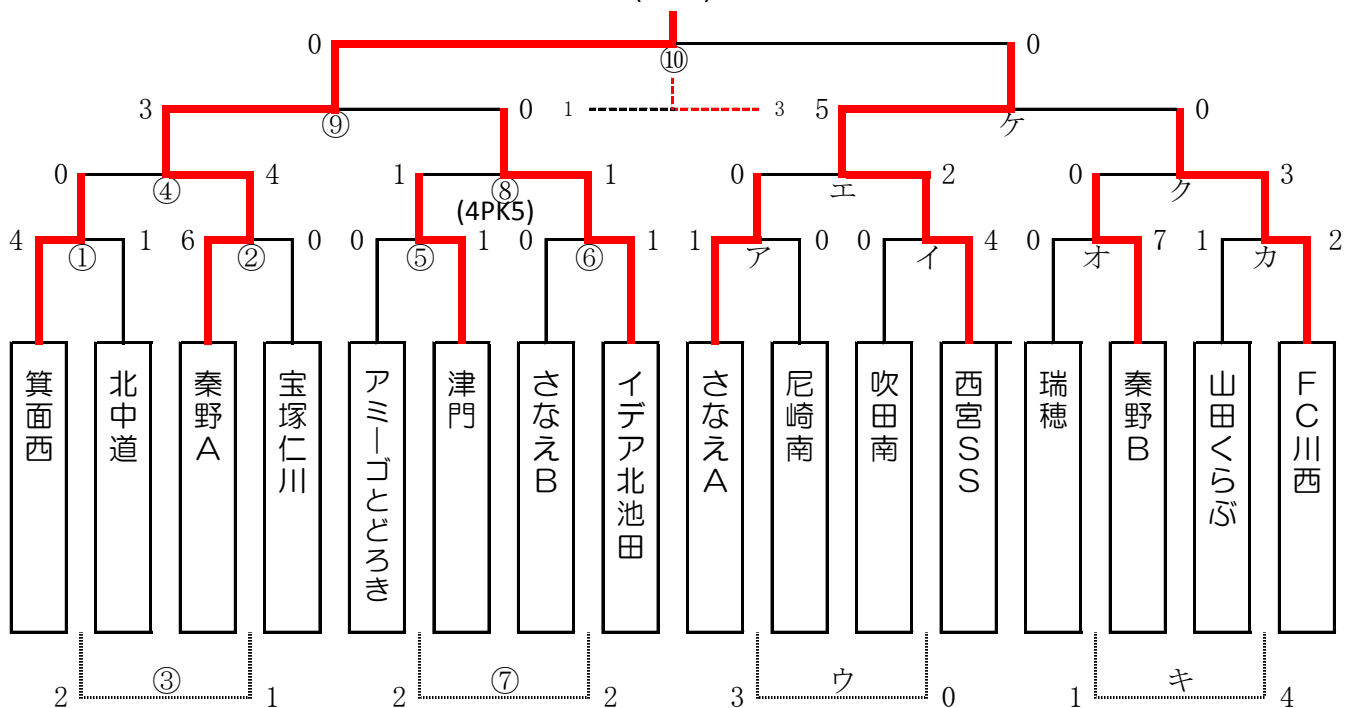 0 ⑩ 0
3 ⑨ 0 1 3 5 ケ 0
0 ④ 4 1 ⑧ 1 0 エ 2 0 ク 3
(4PK5)
4 ① 1 6 ② 0 0 ⑤ 1 0 ⑥ 1 1 ア 0 0 イ 4 0 オ 7 1 カ 2
箕面西
北中道
秦野A
宝塚仁川
アミーゴとどろき
津門
さなえB
イデア北池田
さなえA
尼崎南
吹田南
西宮SS
瑞穂
秦野B
山田くらぶ
FC川西
2 ③ 1 2 ⑦ 2 3 ウ 0 1 キ 4